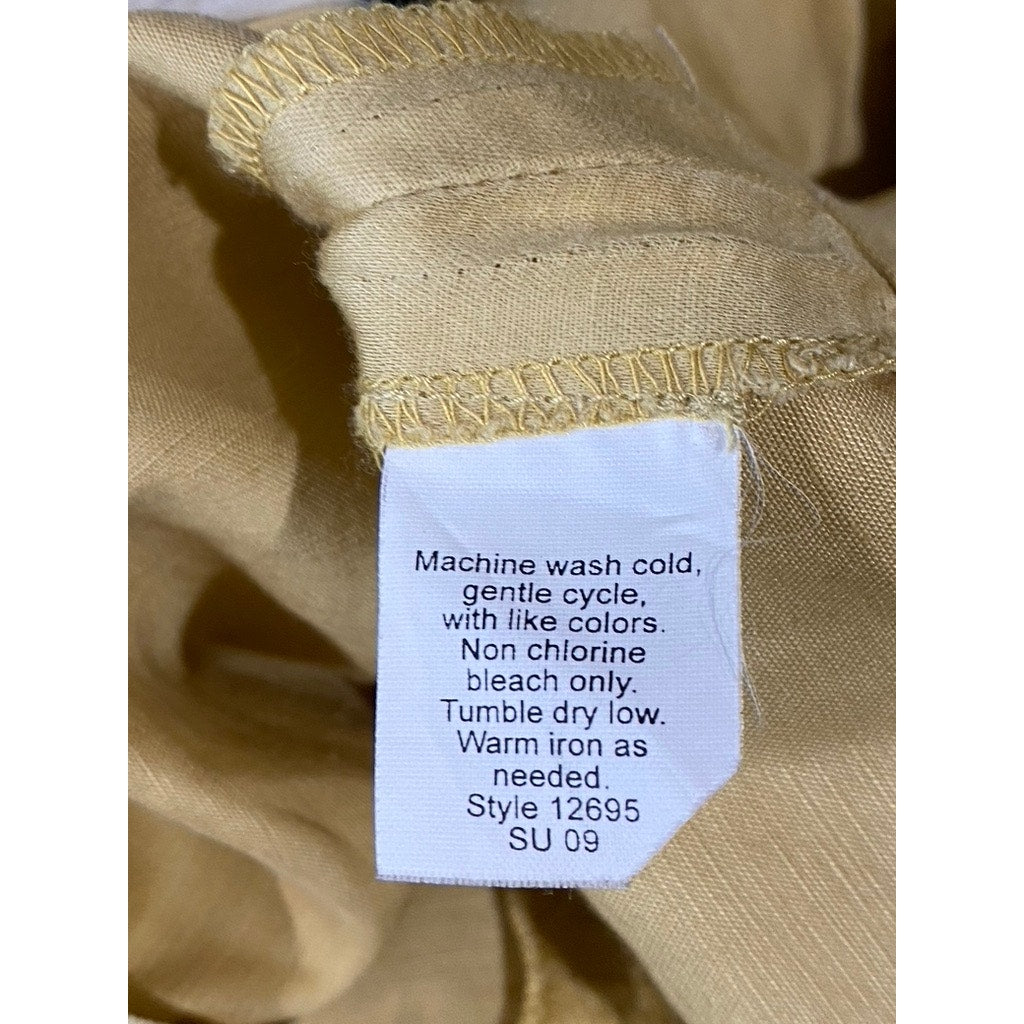 Machine wash cold,
gentle cycle,
with like colors.
Non chlorine
bleach only.
Tumble dry low.
Warm iron as
needed.
Style 12695
SU 09